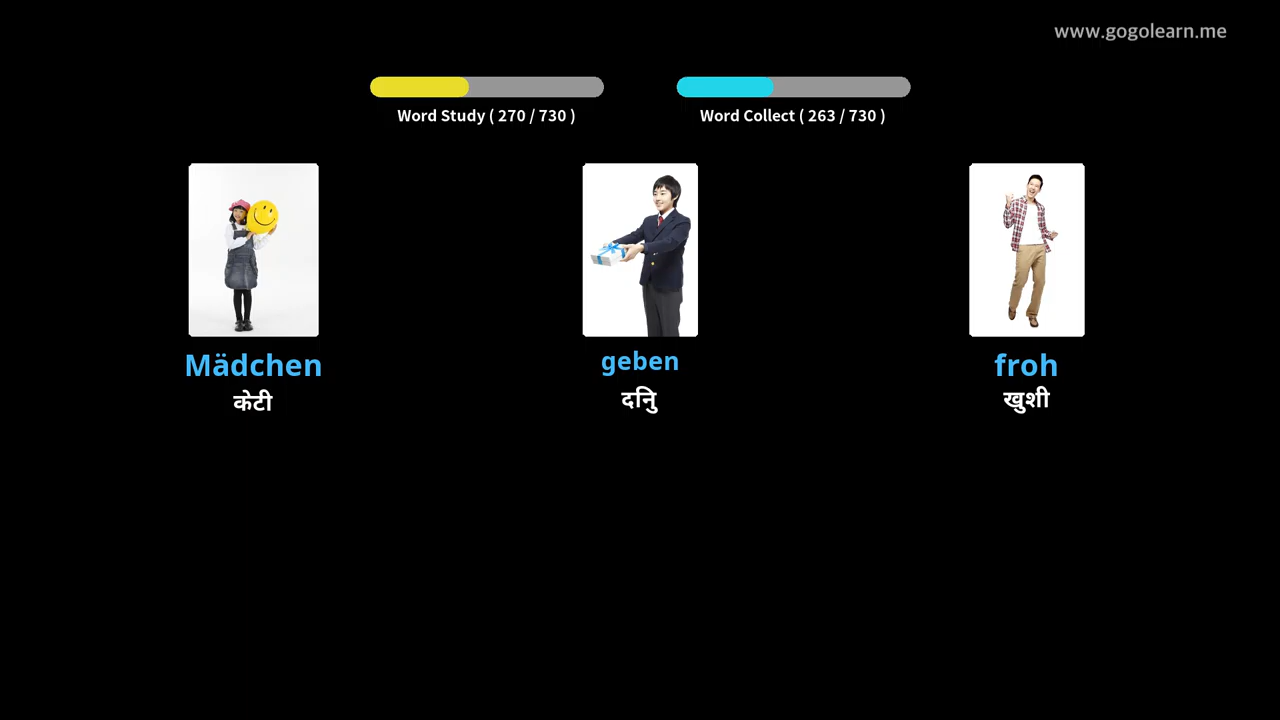 www.gogolearn.me
Word Study ( 270 / 730 )
Word Collect ( 263 / 730 )
Mädchen
geben
froh
केटी
दिनु
खुशी